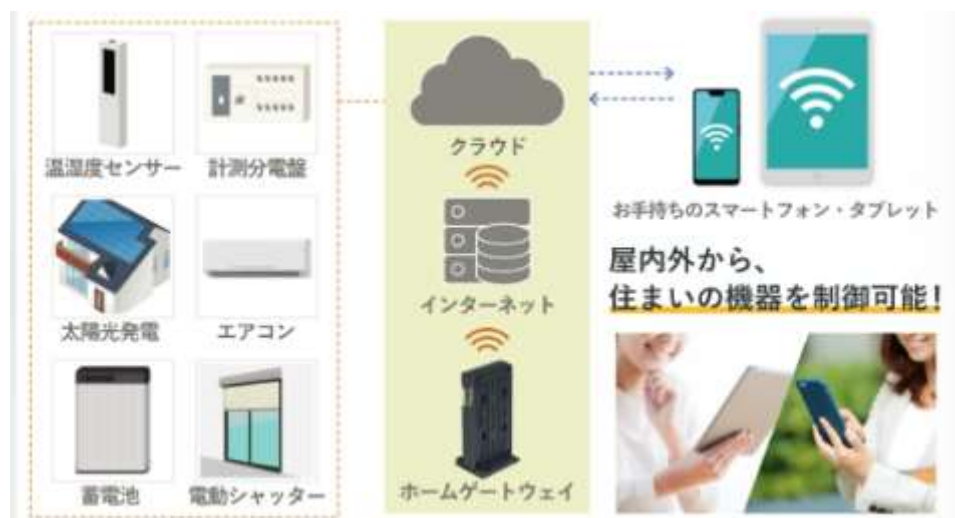 温湿度センサー
計測分電盤
太陽光発電
エアコン
蓄電池
電動シャッター
クラウド
インターネット
ホームゲートウェイ
お手持ちのスマートフォン・タブレット
屋内外から、
住まいの機器を制御可能!